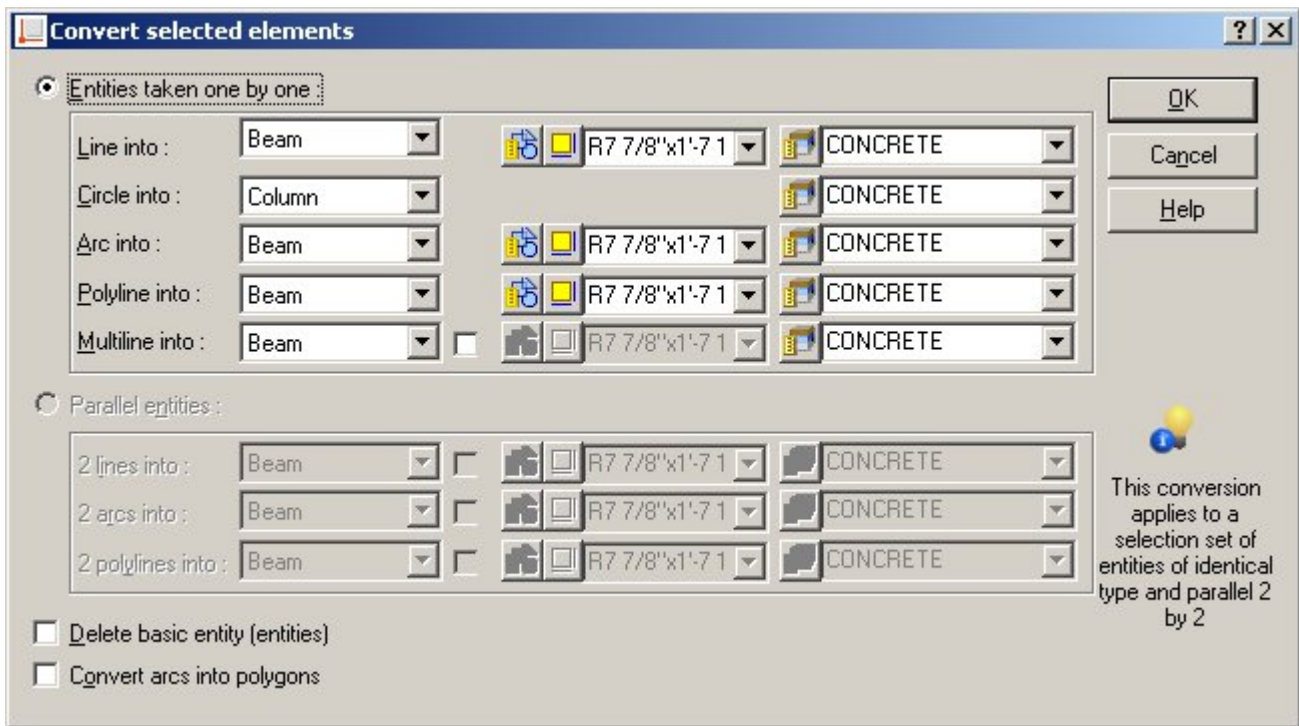 Convert selected elements
Entities taken one by one :
OK
Line into : Beam R7 7/8"x1'-7 1 CONCRETE
Cancel
Circle into : Column CONCRETE
Help
Arc into : Beam R7 7/8"x1'-7 1 CONCRETE
Polyline into : Beam R7 7/8"x1'-7 1 CONCRETE
Multiline into : Beam R7 7/8"x1'-7 1 CONCRETE
Parallel entities :
2 lines into : Beam R7 7/8"x1'-7 1 CONCRETE
2 arcs into : Beam R7 7/8"x1'-7 1 CONCRETE
2 polylines into : Beam R7 7/8"x1'-7 1 CONCRETE
This conversion
applies to a
selection set of
entities of identical
type and parallel 2
by 2
Delete basic entity (entities)
Convert arcs into polygons